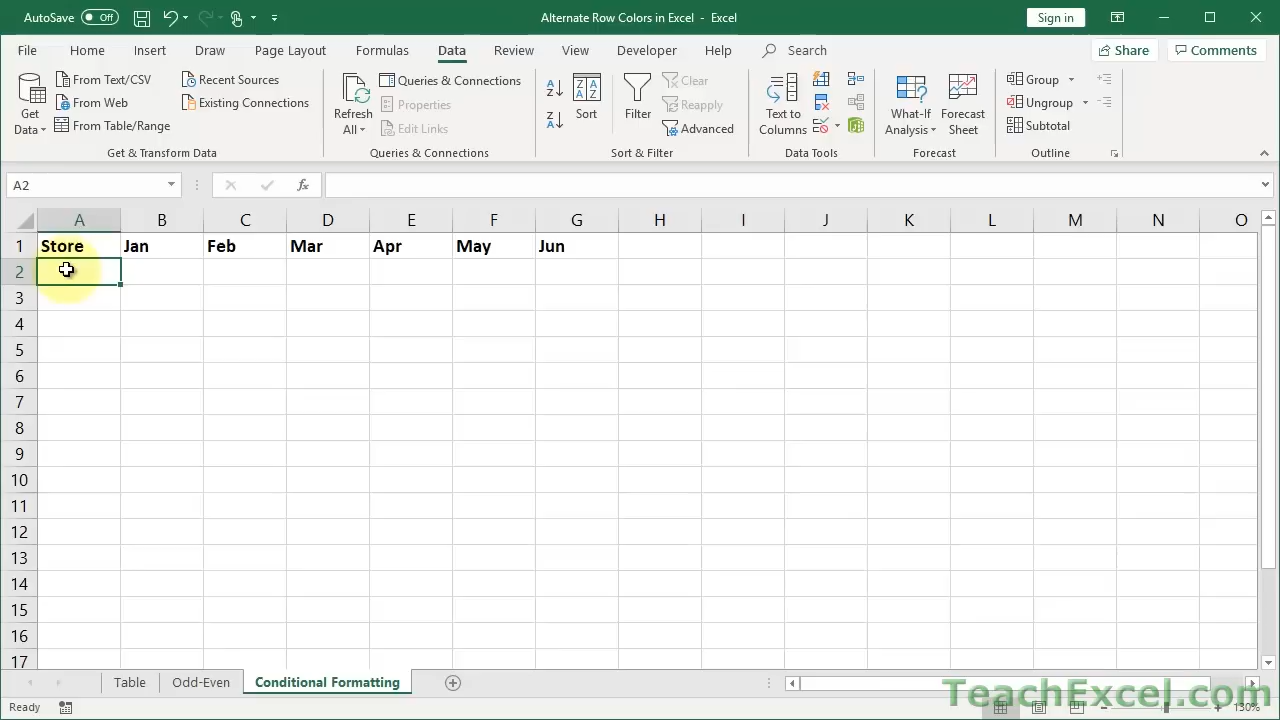 AutoSave Off Alternate Row Colors in Excel - Excel Sign in
File Home Insert Draw Page Layout Formulas Data Review View Developer Help Search Share Comments
Get Data
From Text/CSV
From Web
From Table/Range
Recent Sources
Existing Connections
Get & Transform Data
Refresh All
Queries & Connections
Properties
Edit Links
Queries & Connections
Sort
Filter
Clear
Reapply
Advanced
Sort & Filter
Text to Columns
Data Tools
What-If Analysis
Forecast Sheet
Forecast
Group
Ungroup
Subtotal
Outline
A2 fx
A B C D E F G H I J K L M N O
1 Store Jan Feb Mar Apr May Jun
2
3
4
5
6
7
8
9
10
11
12
13
14
15
16
17
Table Odd-Even Conditional Formatting
Ready 130%
TeachExcel.com